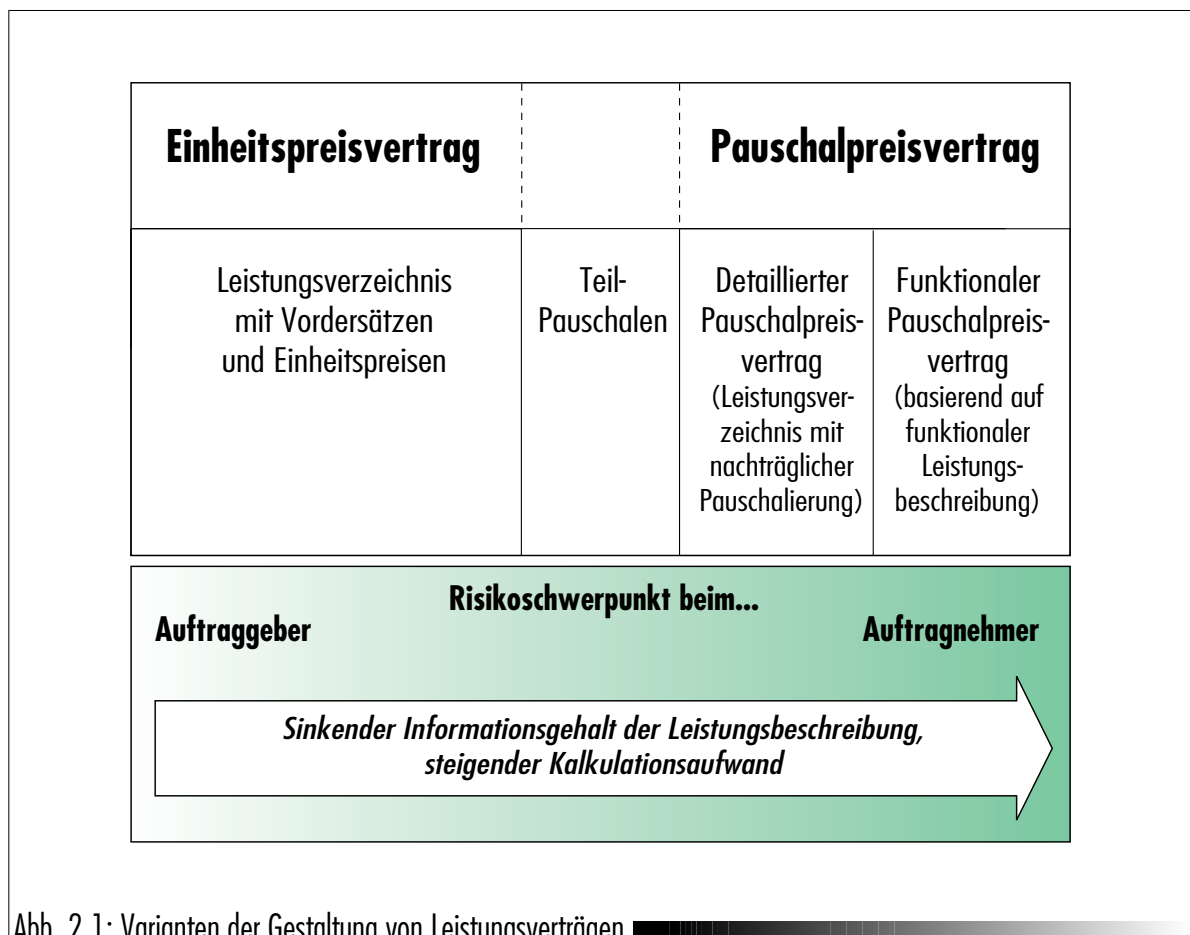 Einheitspreisvertrag
Pauschalpreisvertrag
Leistungsverzeichnis
mit Vordersätzen
und Einheitspreisen
Teil-
Pauschalen
Detaillierter
Pauschalpreis-
vertrag
(Leistungsver-
zeichnis mit
nachträglicher
Pauschalierung)
Funktionaler
Pauschalpreis-
vertrag
(basierend auf
funktionaler
Leistungs-
beschreibung)
Risikoschwerpunkt beim...
Auftraggeber
Auftragnehmer
Sinkender Informationsgehalt der Leistungsbeschreibung,
steigender Kalkulationsaufwand
Abb. 2.1: Varianten der Gestaltung von Leistungsverträgen